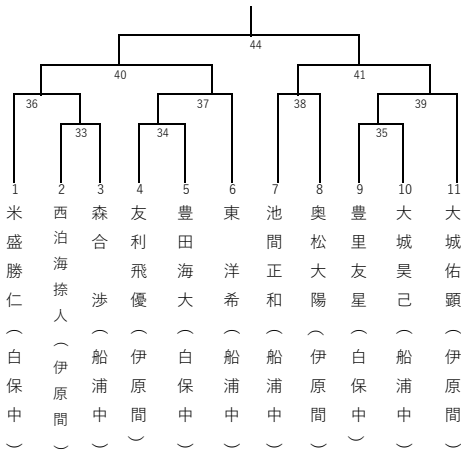 44
40
41
36
37
38
39
33
34
35
1
2
3
4
5
6
7
8
9
10
11
米盛勝仁（白保中）
西泊海捺人（伊原間）
森合　渉（船浦中）
友利飛優（伊原間）
豊田海大（白保中）
東　洋希（船浦中）
池間正和（船浦中）
奥松大陽（伊原間）
豊里友星（白保中）
大城昊己（船浦中）
大城佑顕（伊原間）